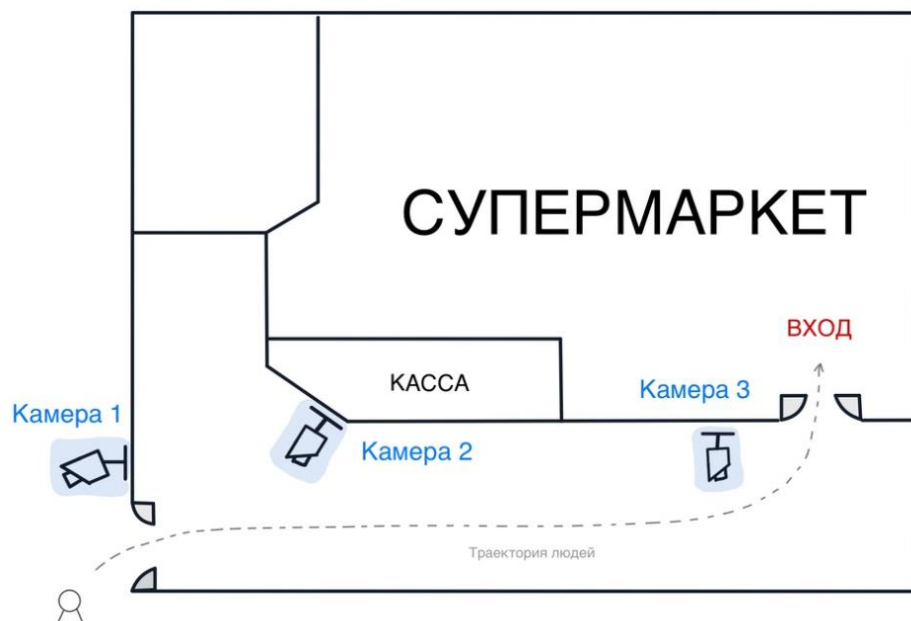 СУПЕРМАРКЕТ
ВХОД
КАССА
Камера 3
Камера 1
Камера 2
Траектория людей